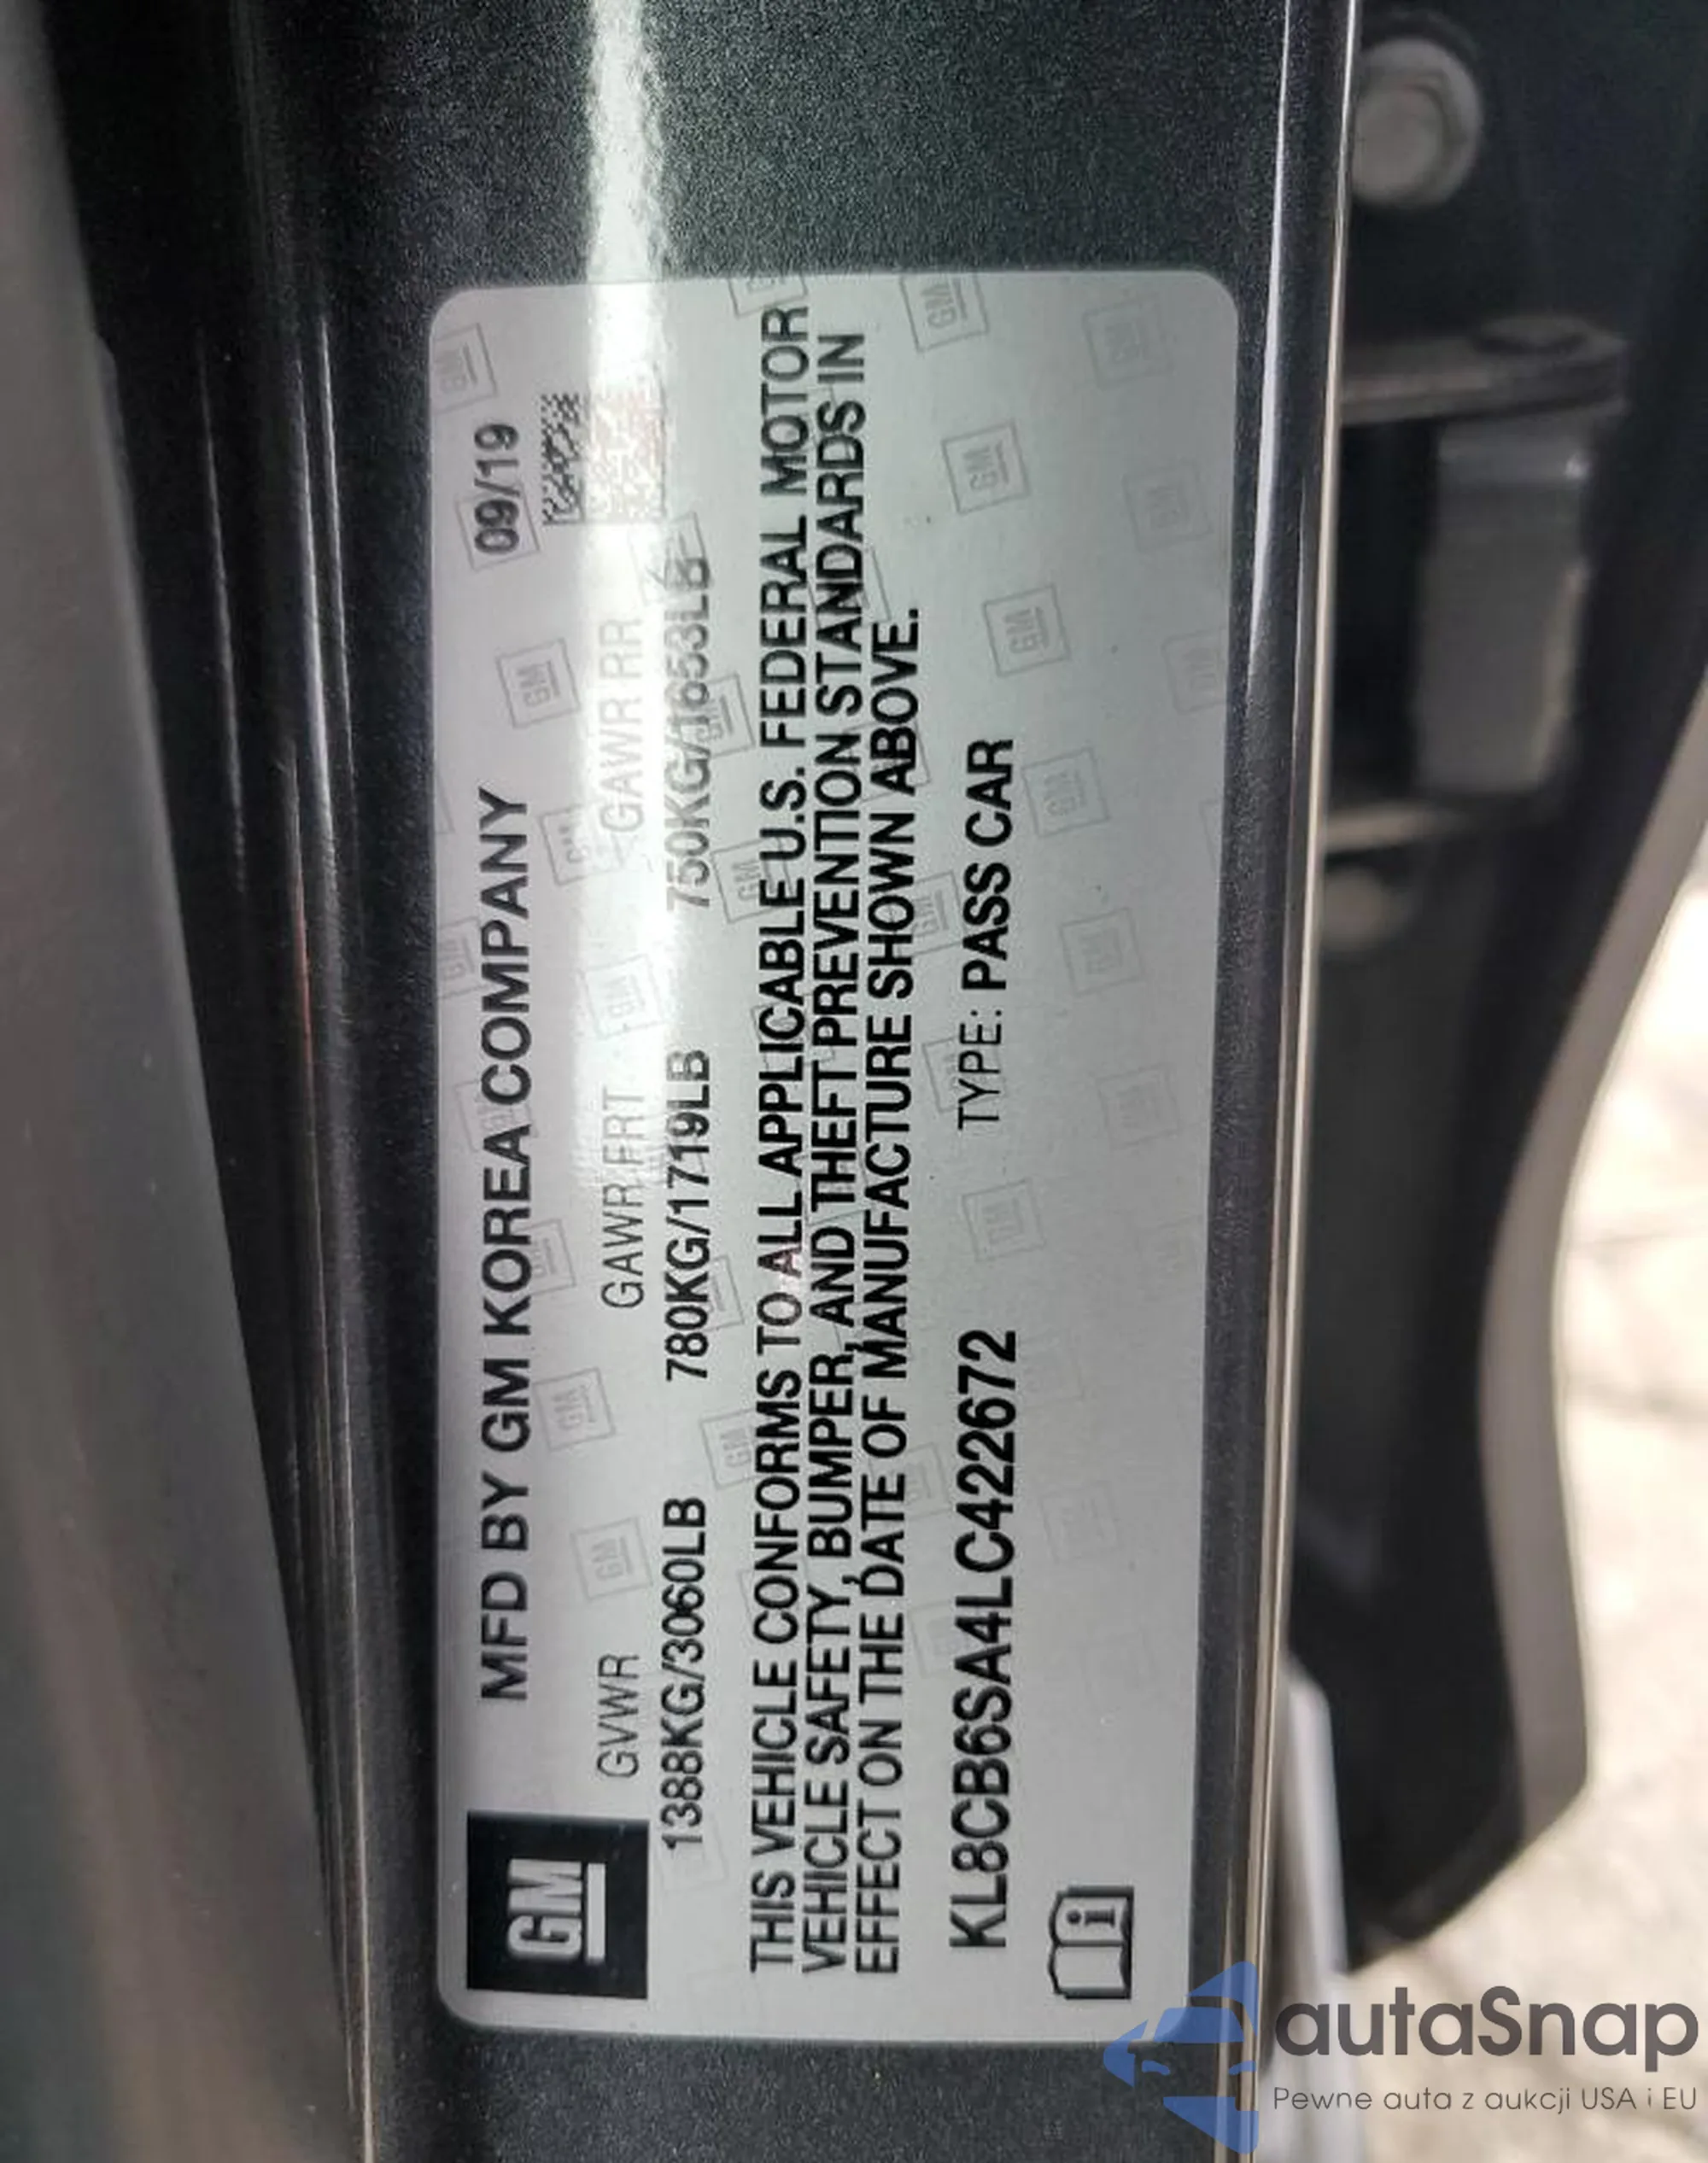 GM
MFD BY GM KOREA COMPANY 09/19
GVWR GAWR FRT GAWR RR
1388KG/3060LB 780KG/1719LB 750KG/1653LB
THIS VEHICLE CONFORMS TO ALL APPLICABLE U.S. FEDERAL MOTOR
VEHICLE SAFETY, BUMPER, AND THEFT PREVENTION STANDARDS IN
EFFECT ON THE DATE OF MANUFACTURE SHOWN ABOVE.
KL8CB6SA4LC422672 TYPE: PASS CAR
autaSnap
Pewne auta z aukcji USA i EU